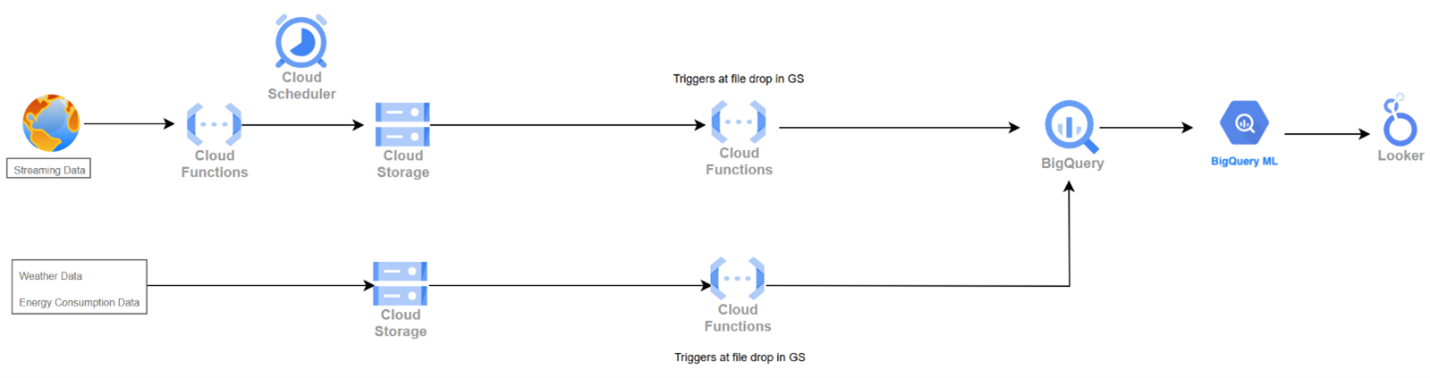 Cloud
Scheduler
Triggers at file drop in GS
Streaming Data
Cloud
Functions
Cloud
Storage
Cloud
Functions
BigQuery
BigQuery ML
Looker
Weather Data
Energy Consumption Data
Cloud
Storage
Cloud
Functions
Triggers at file drop in GS